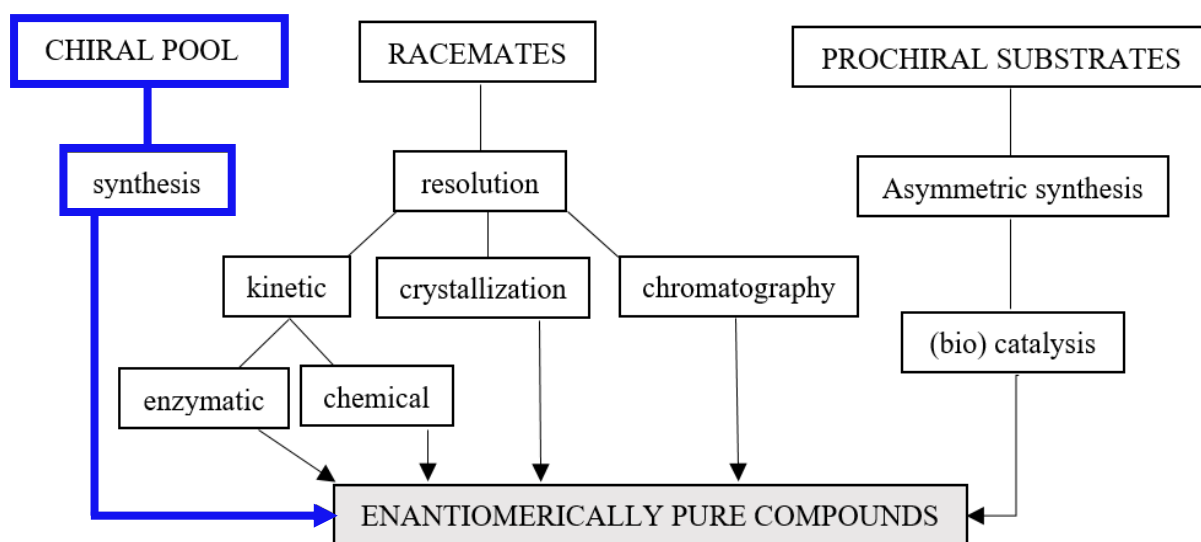 CHIRAL POOL
RACEMATES
PROCHIRAL SUBSTRATES
synthesis
resolution
Asymmetric synthesis
kinetic
crystallization
chromatography
(bio) catalysis
enzymatic
chemical
ENANTIOMERICALLY PURE COMPOUNDS